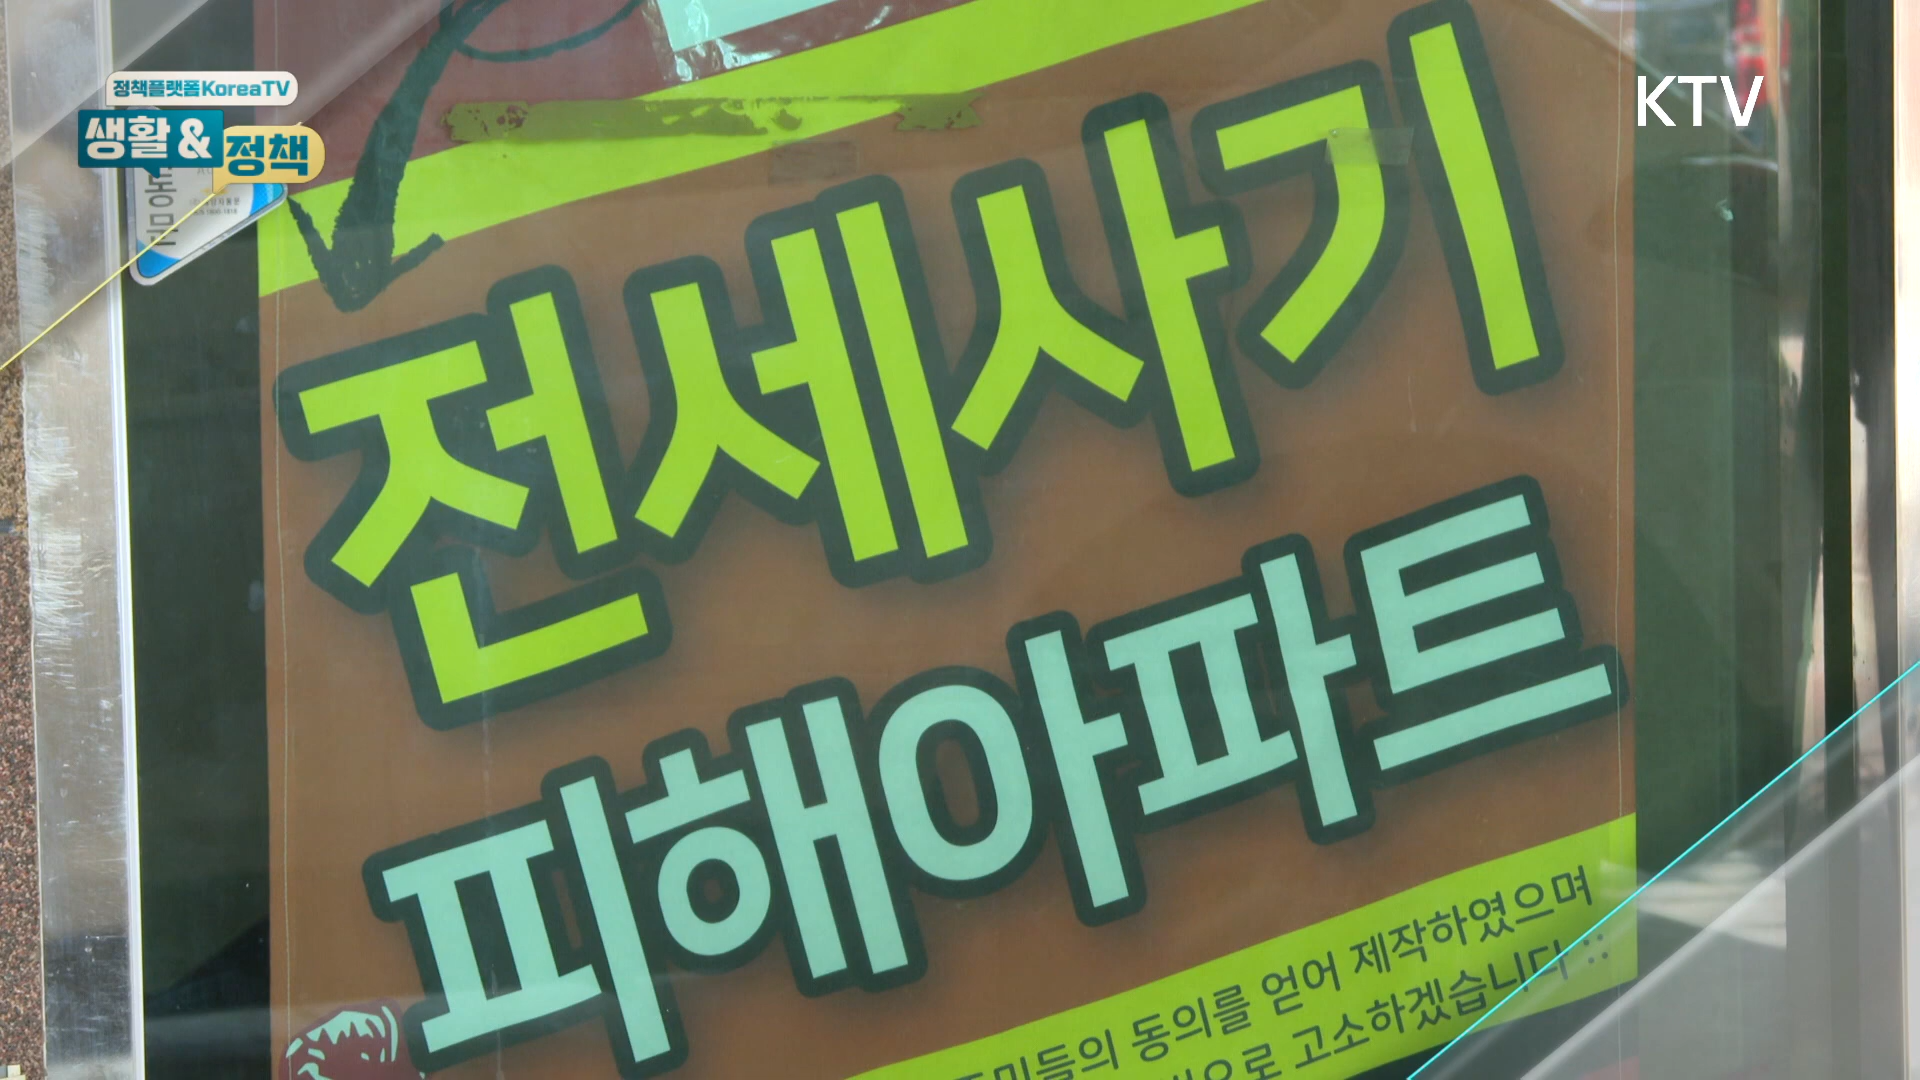 정책플랫폼KoreaTV
생활&정책
KTV
동문
전세사기
피해아파트
동의를 얻어 제작하였으며
고소하겠습니다 ::